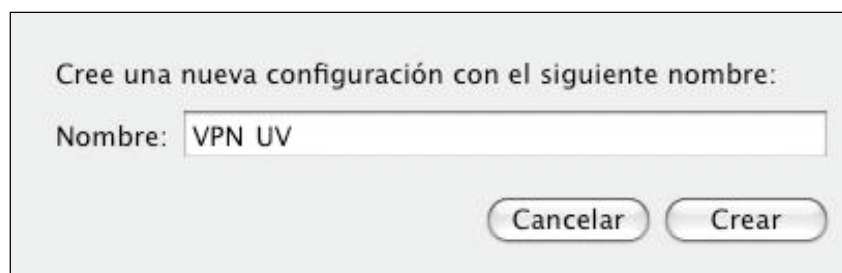 Cree una nueva configuración con el siguiente nombre:
Nombre: VPN UV
Cancelar Crear